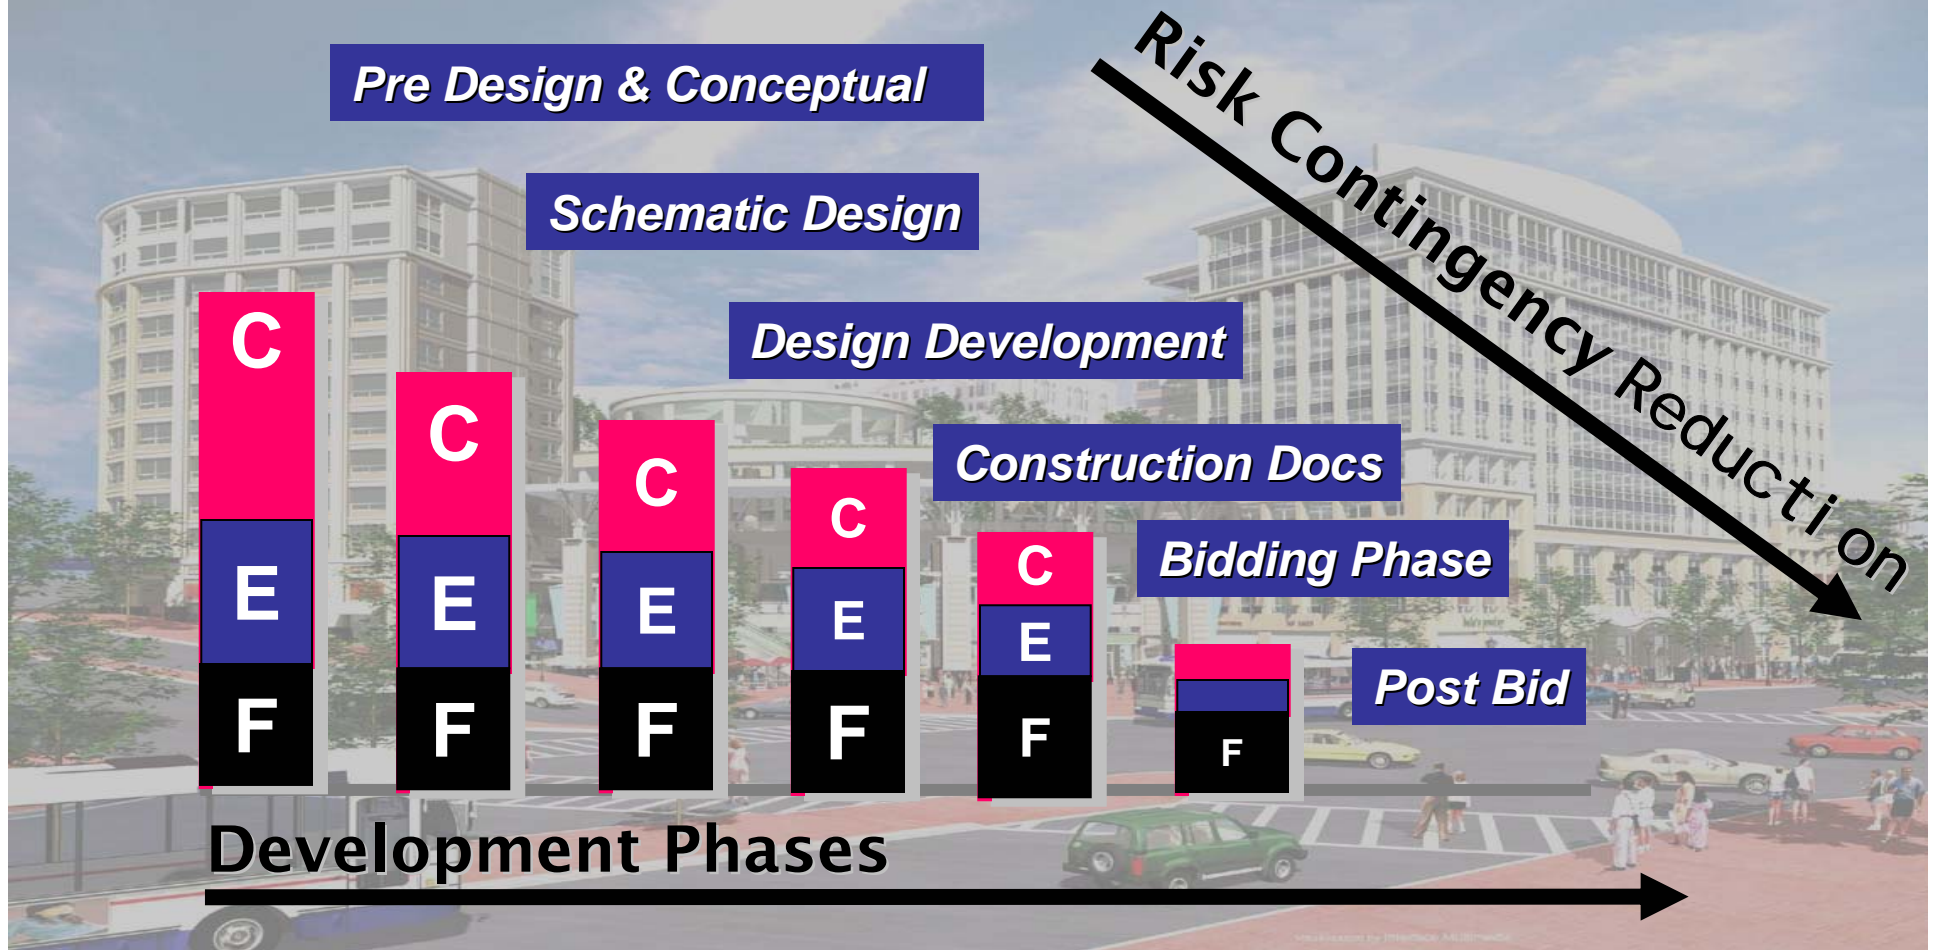 Pre Design & Conceptual
Risk Contingency Reduction
Schematic Design
Design Development
Construction Docs
Bidding Phase
Post Bid
C
E
F
C
E
F
C
E
F
C
E
F
C
E
F
F
Development Phases